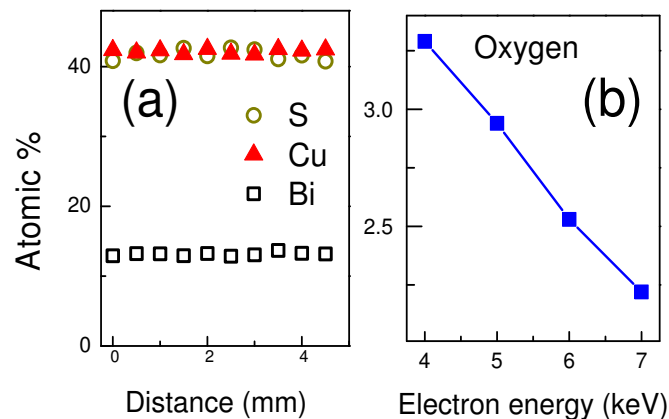 (a)
S
Cu
Bi
Atomic %
40
20
0
0
2
4
Distance (mm)
Oxygen
(b)
3.0
2.5
4
5
6
7
Electron energy (keV)